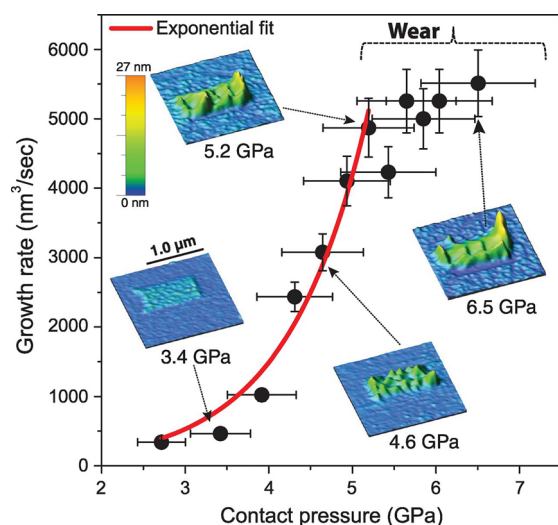 Exponential fit
Wear
27 nm
0 nm
5.2 GPa
1.0 µm
3.4 GPa
6.5 GPa
4.6 GPa
Growth rate (nm³/sec)
6000
5000
4000
3000
2000
1000
0
2 3 4 5 6 7
Contact pressure (GPa)